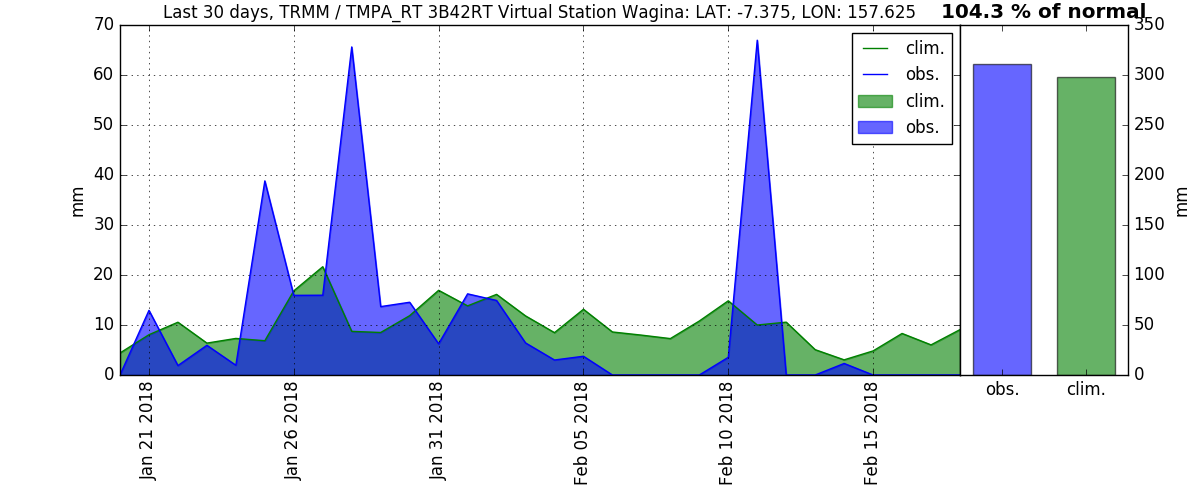 Last 30 days, TRMM / TMPA_RT 3B42RT Virtual Station Wagina: LAT: -7.375, LON: 157.625
104.3 % of normal
70
60
50
40
30
20
10
0
mm
clim.
obs.
clim.
obs.
Jan 21 2018
Jan 26 2018
Jan 31 2018
Feb 05 2018
Feb 10 2018
Feb 15 2018
350
300
250
200
150
100
50
0
mm
obs.
clim.